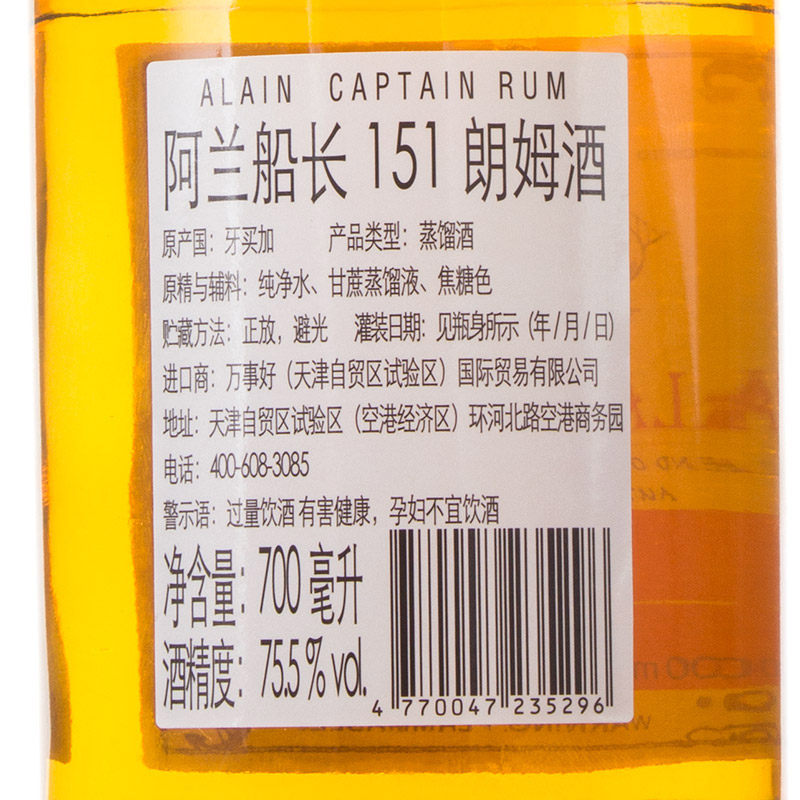 ALAIN CAPTAIN RUM
阿兰船长 151 朗姆酒
原产国：牙买加 产品类型：蒸馏酒
原精与辅料：纯净水、甘蔗蒸馏液、焦糖色
贮藏方法：正放，避光 灌装日期：见瓶身所示（年/月/日）
进口商：万事好（天津自贸区试验区）国际贸易有限公司
地址：天津自贸区试验区（空港经济区）环河北路空港商务园
电话：400-608-3085
警示语：过量饮酒 有害健康，孕妇不宜饮酒
净含量：700 毫升
酒精度：75.5% vol.
4 770047 235296